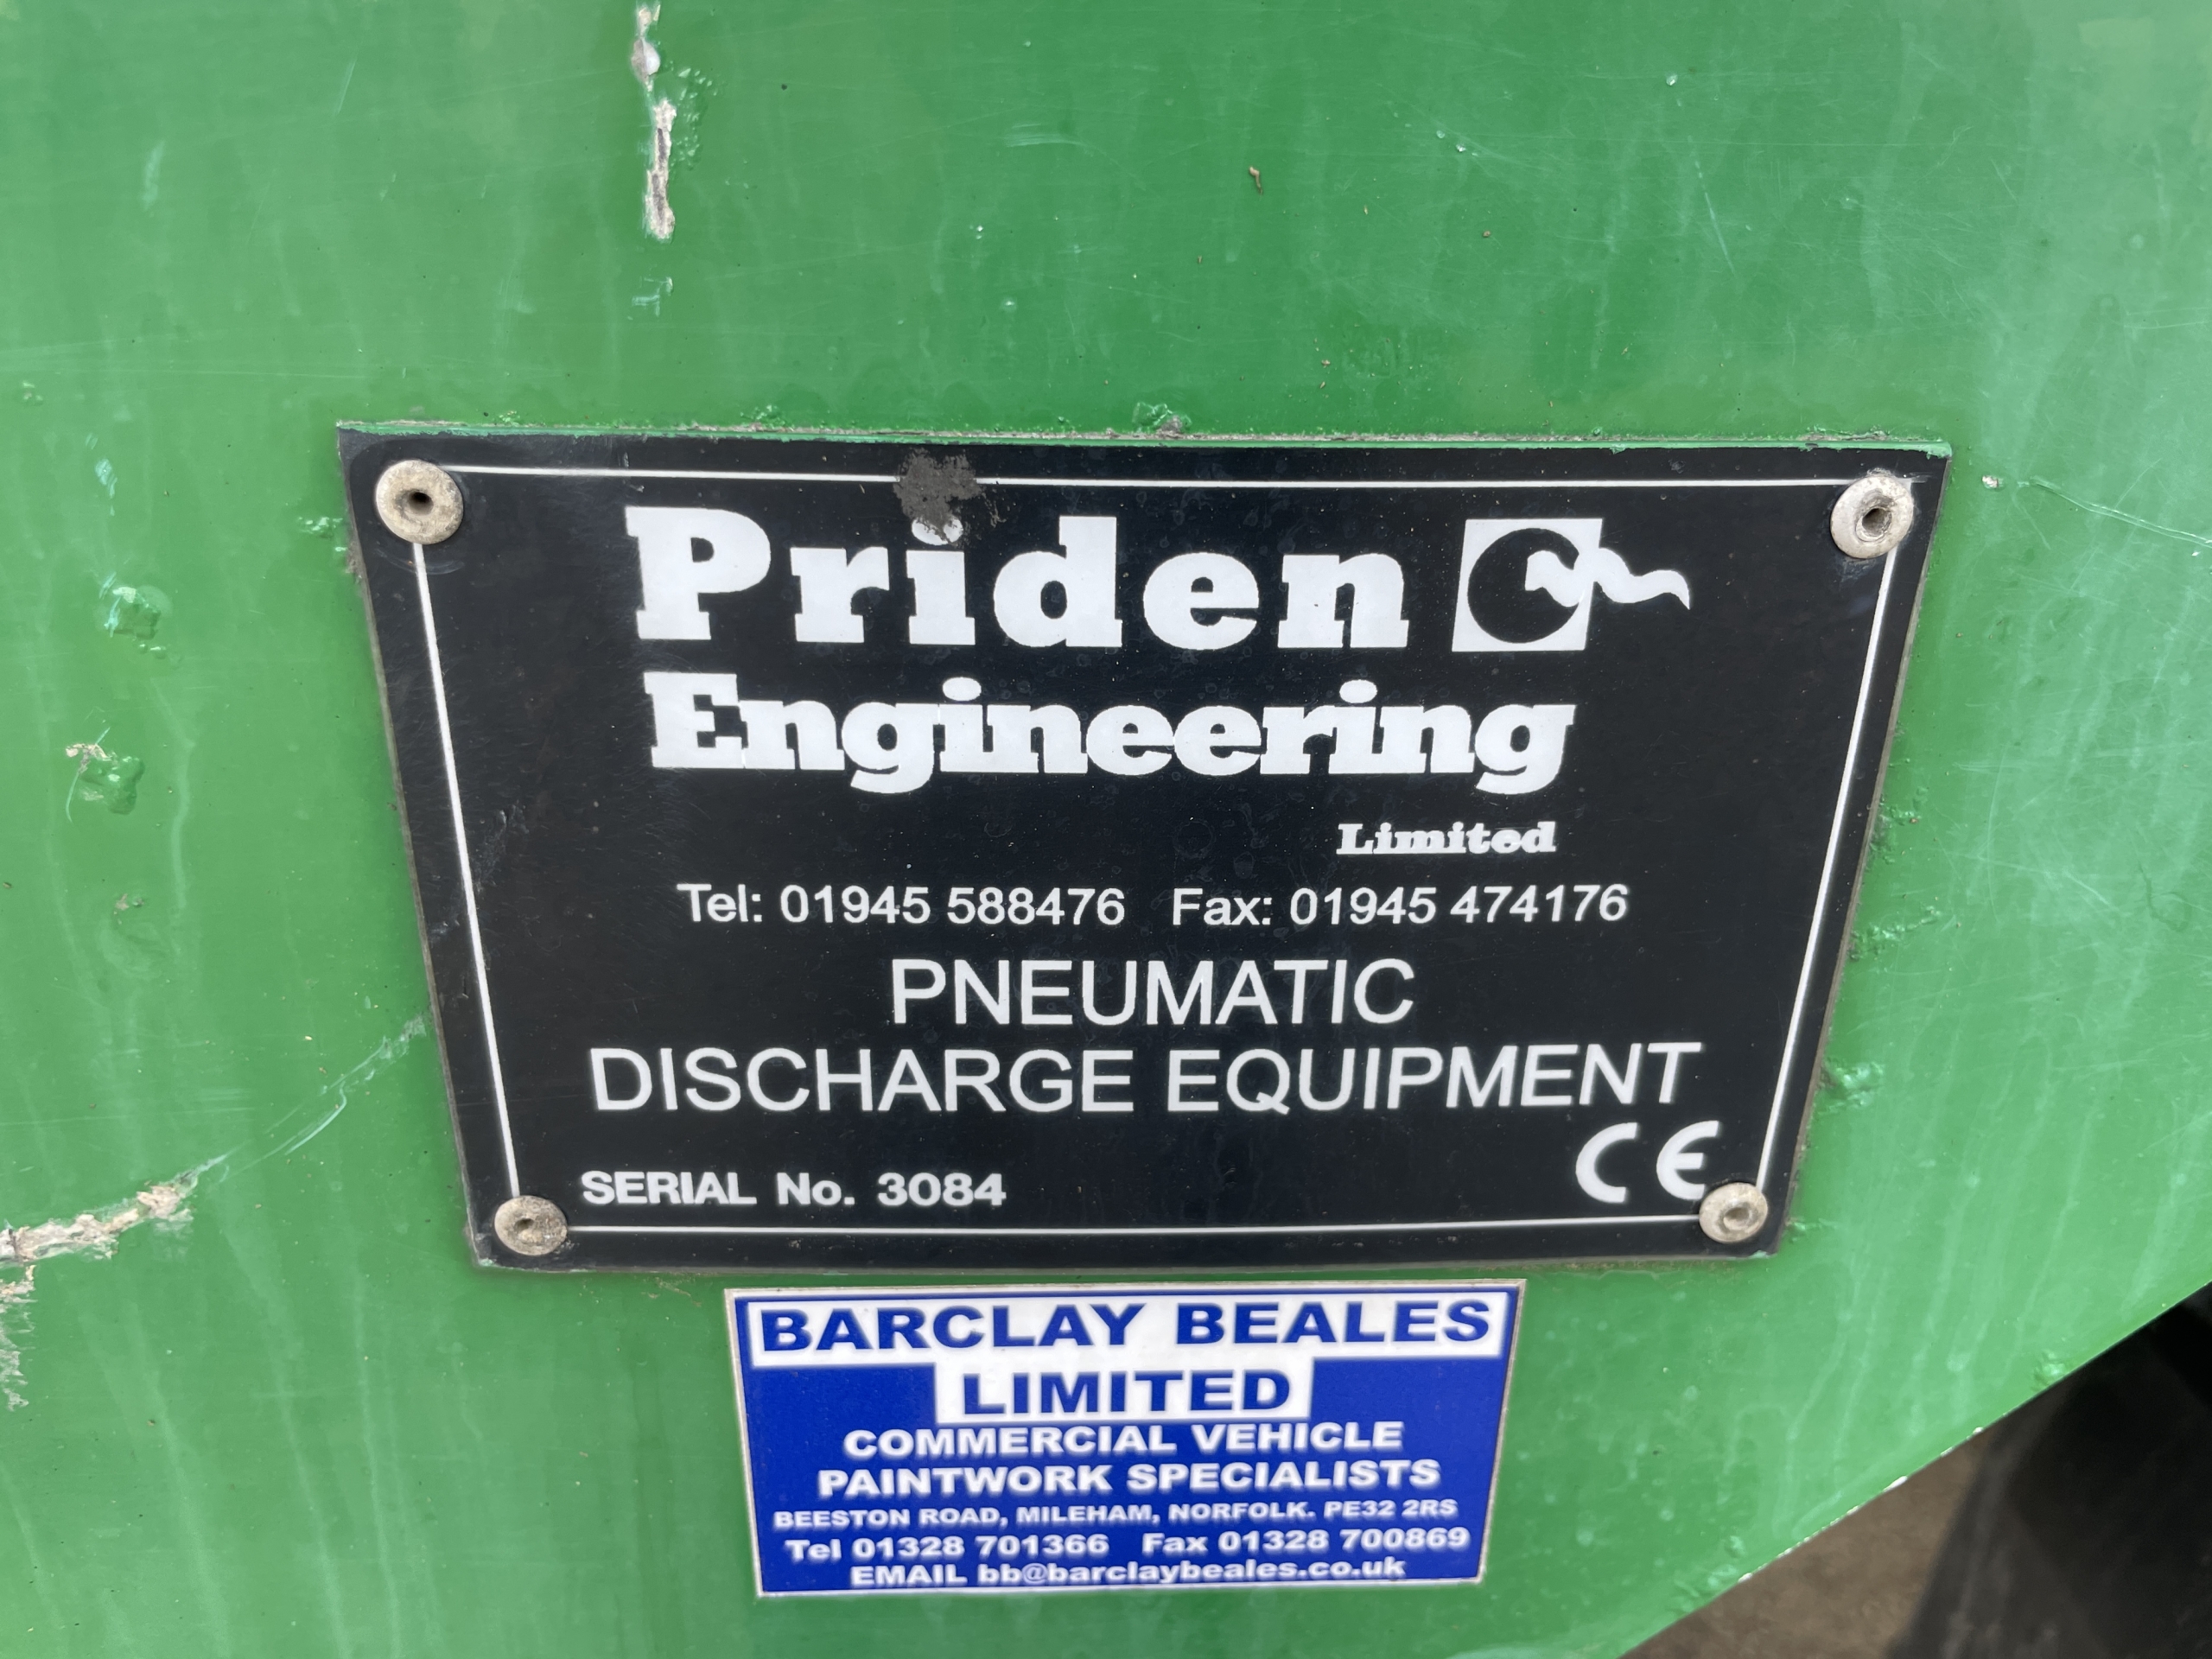 Priden
Engineering
Limited
Tel: 01945 588476 Fax: 01945 474176
PNEUMATIC
DISCHARGE EQUIPMENT
CE
SERIAL No. 3084
BARCLAY BEALES
LIMITED
COMMERCIAL VEHICLE
PAINTWORK SPECIALISTS
BEESTON ROAD, MILEHAM, NORFOLK. PE32 2RS
Tel 01328 701366 Fax 01328 700869
EMAIL bb@barclaybeales.co.uk